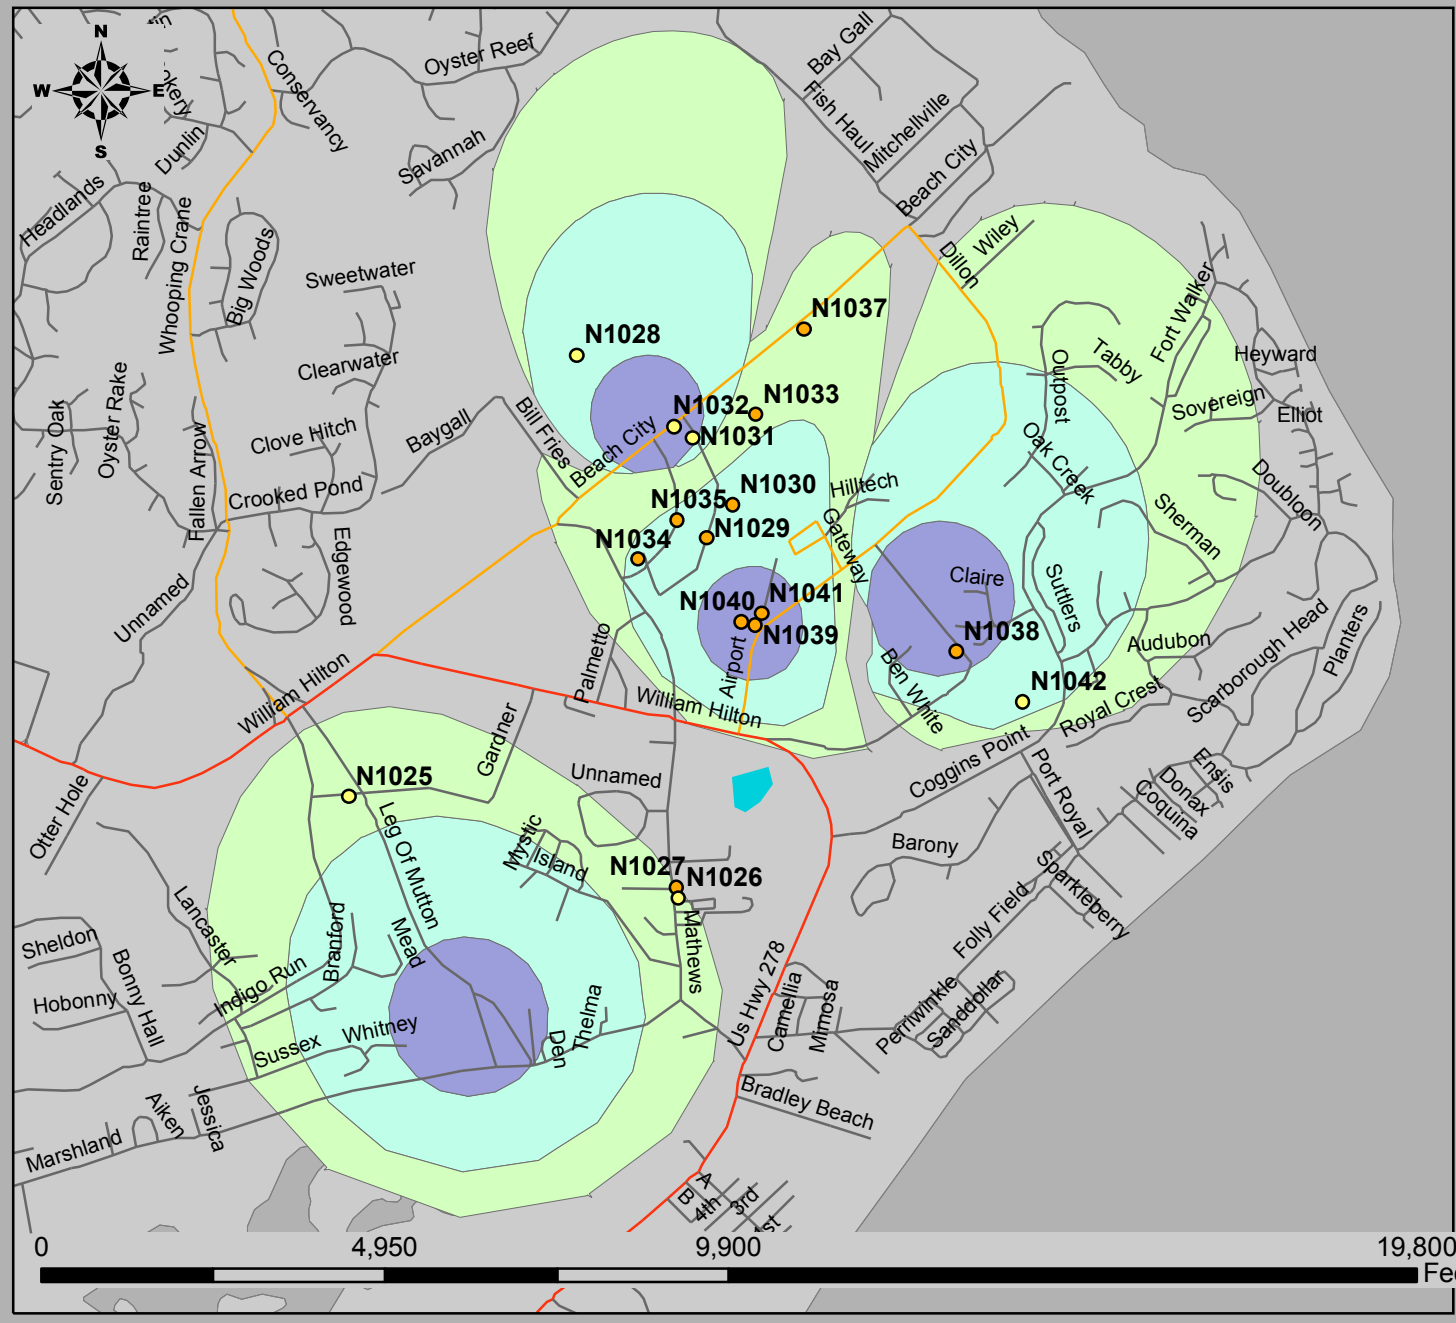 N
W
E
S
Conservancy
Oyster Reef
Bay Gall
Fish Haul
Mitchellville
Beach City
Dunlin
Savannah
Headlands
Raintree
Whooping Crane
Big Woods
Sweetwater
Wiley
Dillon
Fort Walker
N1037
N1028
Clearwater
Outpost
Tabby
Heyward
Sovereign
Elliot
Oyster Rake
Sentry Oak
Fallen Arrow
Clove Hitch
Baygall
Bill Fries
Beach City
N1032
N1033
N1031
Oak Creek
Crooked Pond
N1035
N1030
Hilltech
Doubloon
Sherman
N1034
N1029
Gateway
Edgewood
Unnamed
Claire
Suttlers
N1040
N1041
N1039
N1038
Audubon
Scarborough Head
Planters
Palmetto
Airport
Ben White
N1042
William Hilton
William Hilton
Royal Crest
Gardner
Coggins Point
Port Royal
Ensis
Donax
Coquina
N1025
Unnamed
Otter Hole
Leg Of Mutton
Mystic
Island
Barony
N1027
N1026
Sparkleberry
Lancaster
Branford
Mead
Mathews
Folly Field
Sheldon
Bonny Hall
Indigo Run
Hobonny
Us Hwy 278
Camellia
Mimosa
Perriwinkle
Sanddollar
Sussex
Whitney
Den
Thelma
Bradley Beach
Jessica
Aiken
Marshland
A
B
4th
3rd
0
4,950
9,900
19,800